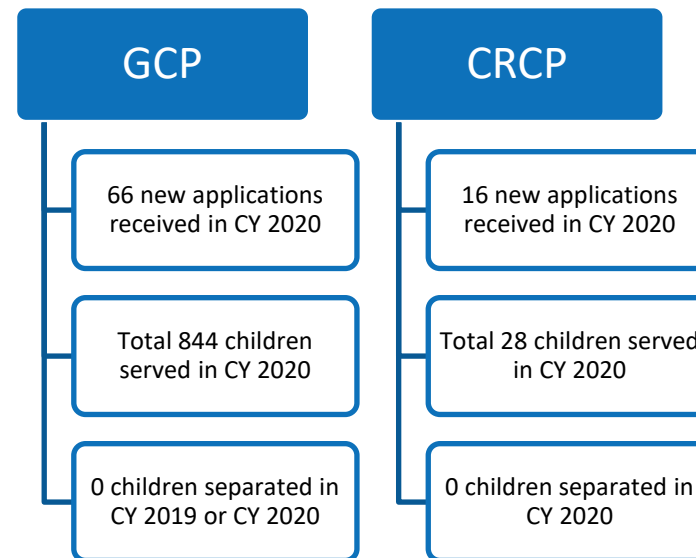 GCP
66 new applications
received in CY 2020
Total 844 children
served in CY 2020
0 children separated in
CY 2019 or CY 2020
CRCP
16 new applications
received in CY 2020
Total 28 children served
in CY 2020
0 children separated in
CY 2020